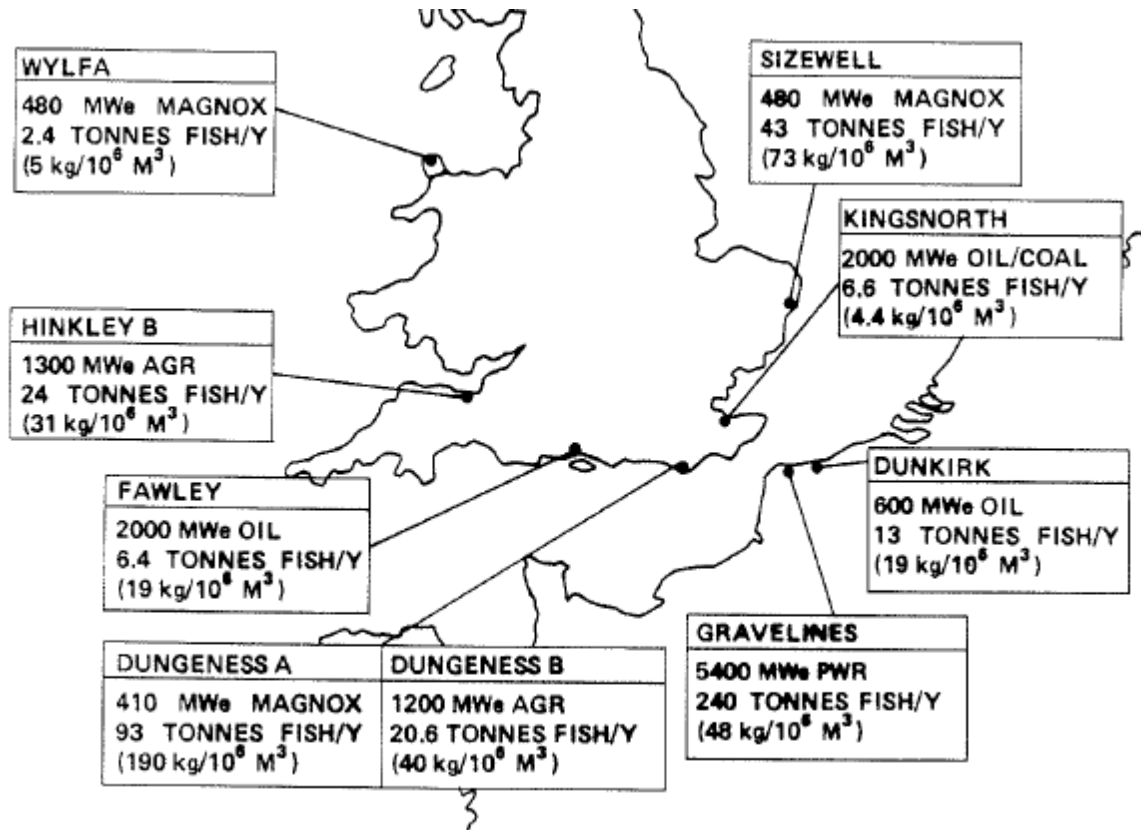 WYLFA
480 MWe MAGNOX
2.4 TONNES FISH/Y
(5 kg/10⁶ M³)
SIZEWELL
480 MWe MAGNOX
43 TONNES FISH/Y
(73 kg/10⁶ M³)
KINGSNORTH
2000 MWe OIL/COAL
6.6 TONNES FISH/Y
(4.4 kg/10⁶ M³)
HINKLEY B
1300 MWe AGR
24 TONNES FISH/Y
(31 kg/10⁶ M³)
FAWLEY
2000 MWe OIL
6.4 TONNES FISH/Y
(19 kg/10⁶ M³)
DUNKIRK
600 MWe OIL
13 TONNES FISH/Y
(19 kg/10⁶ M³)
DUNGENESS A
410 MWe MAGNOX
93 TONNES FISH/Y
(190 kg/10⁶ M³)
DUNGENESS B
1200 MWe AGR
20.6 TONNES FISH/Y
(40 kg/10⁶ M³)
GRAVELINES
5400 MWe PWR
240 TONNES FISH/Y
(48 kg/10⁶ M³)